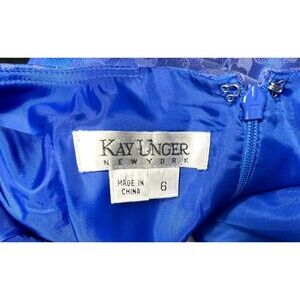 KAY UNGER
NEW YORK
MADE IN
CHINA
6